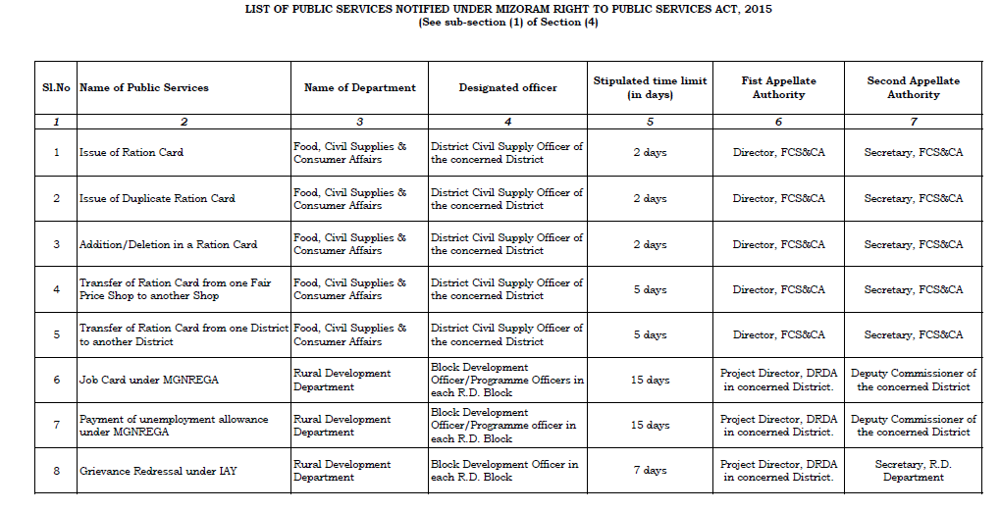 LIST OF PUBLIC SERVICES NOTIFIED UNDER MIZORAM RIGHT TO PUBLIC SERVICES ACT, 2015
(See sub-section (1) of Section (4)
Sl.No Name of Public Services Name of Department Designated officer Stipulated time limit (in days) Fist Appellate Authority Second Appellate Authority
1 2 3 4 5 6 7
1 Issue of Ration Card Food, Civil Supplies & Consumer Affairs District Civil Supply Officer of the concerned District 2 days Director, FCS&CA Secretary, FCS&CA
2 Issue of Duplicate Ration Card Food, Civil Supplies & Consumer Affairs District Civil Supply Officer of the concerned District 2 days Director, FCS&CA Secretary, FCS&CA
3 Addition/Deletion in a Ration Card Food, Civil Supplies & Consumer Affairs District Civil Supply Officer of the concerned District 2 days Director, FCS&CA Secretary, FCS&CA
4 Transfer of Ration Card from one Fair Price Shop to another Shop Food, Civil Supplies & Consumer Affairs District Civil Supply Officer of the concerned District 5 days Director, FCS&CA Secretary, FCS&CA
5 Transfer of Ration Card from one District to another District Food, Civil Supplies & Consumer Affairs District Civil Supply Officer of the concerned District 5 days Director, FCS&CA Secretary, FCS&CA
6 Job Card under MGNREGA Rural Development Department Block Development Officer/Programme Officers in each R.D. Block 15 days Project Director, DRDA in concerned District. Deputy Commissioner of the concerned District
7 Payment of unemployment allowance under MGNREGA Rural Development Department Block Development Officer/Programme officer in each R.D. Block 15 days Project Director, DRDA in concerned District. Deputy Commissioner of the concerned District
8 Grievance Redressal under IAY Rural Development Department Block Development Officer in each R.D. Block 7 days Project Director, DRDA in concerned District. Secretary, R.D. Department